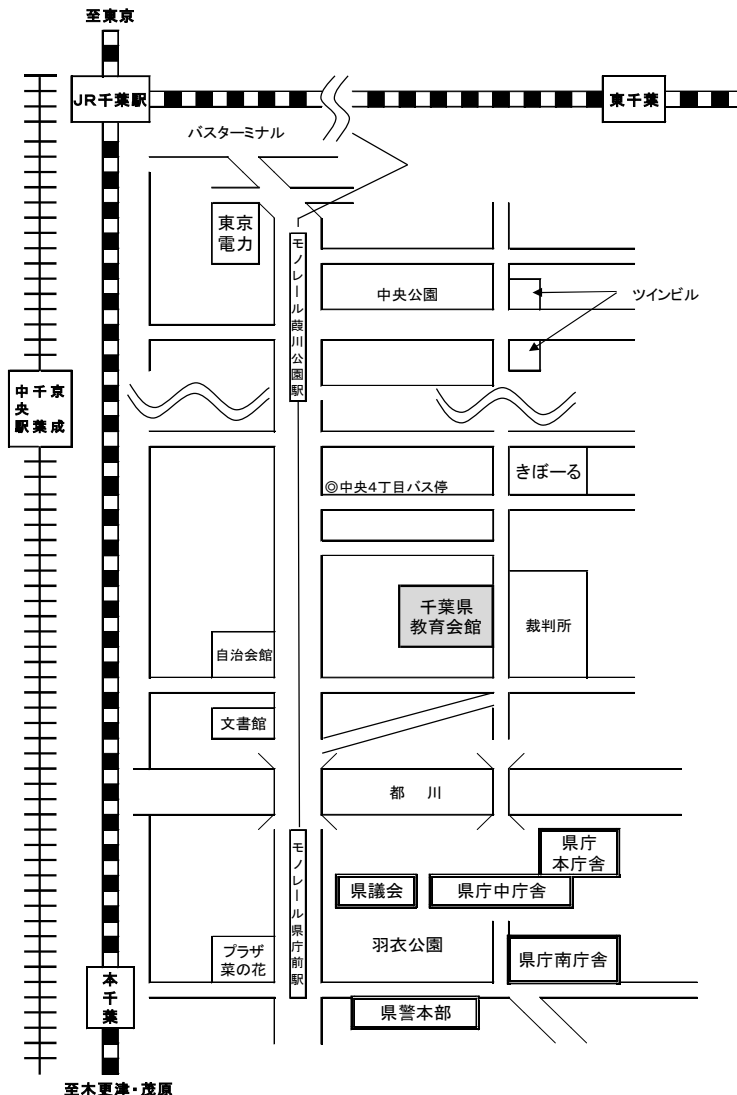 至東京
JR千葉駅
東千葉
バスターミナル
東京
電力
モノレール葭川公園駅
中央公園
ツインビル
京成
千葉
中央駅
きぼーる
◎中央4丁目バス停
千葉県
教育会館
裁判所
自治会館
文書館
都 川
モノレール県庁前駅
県庁
本庁舎
県議会
県庁中庁舎
プラザ
菜の花
羽衣公園
県庁南庁舎
本千葉
県警本部
至木更津・茂原